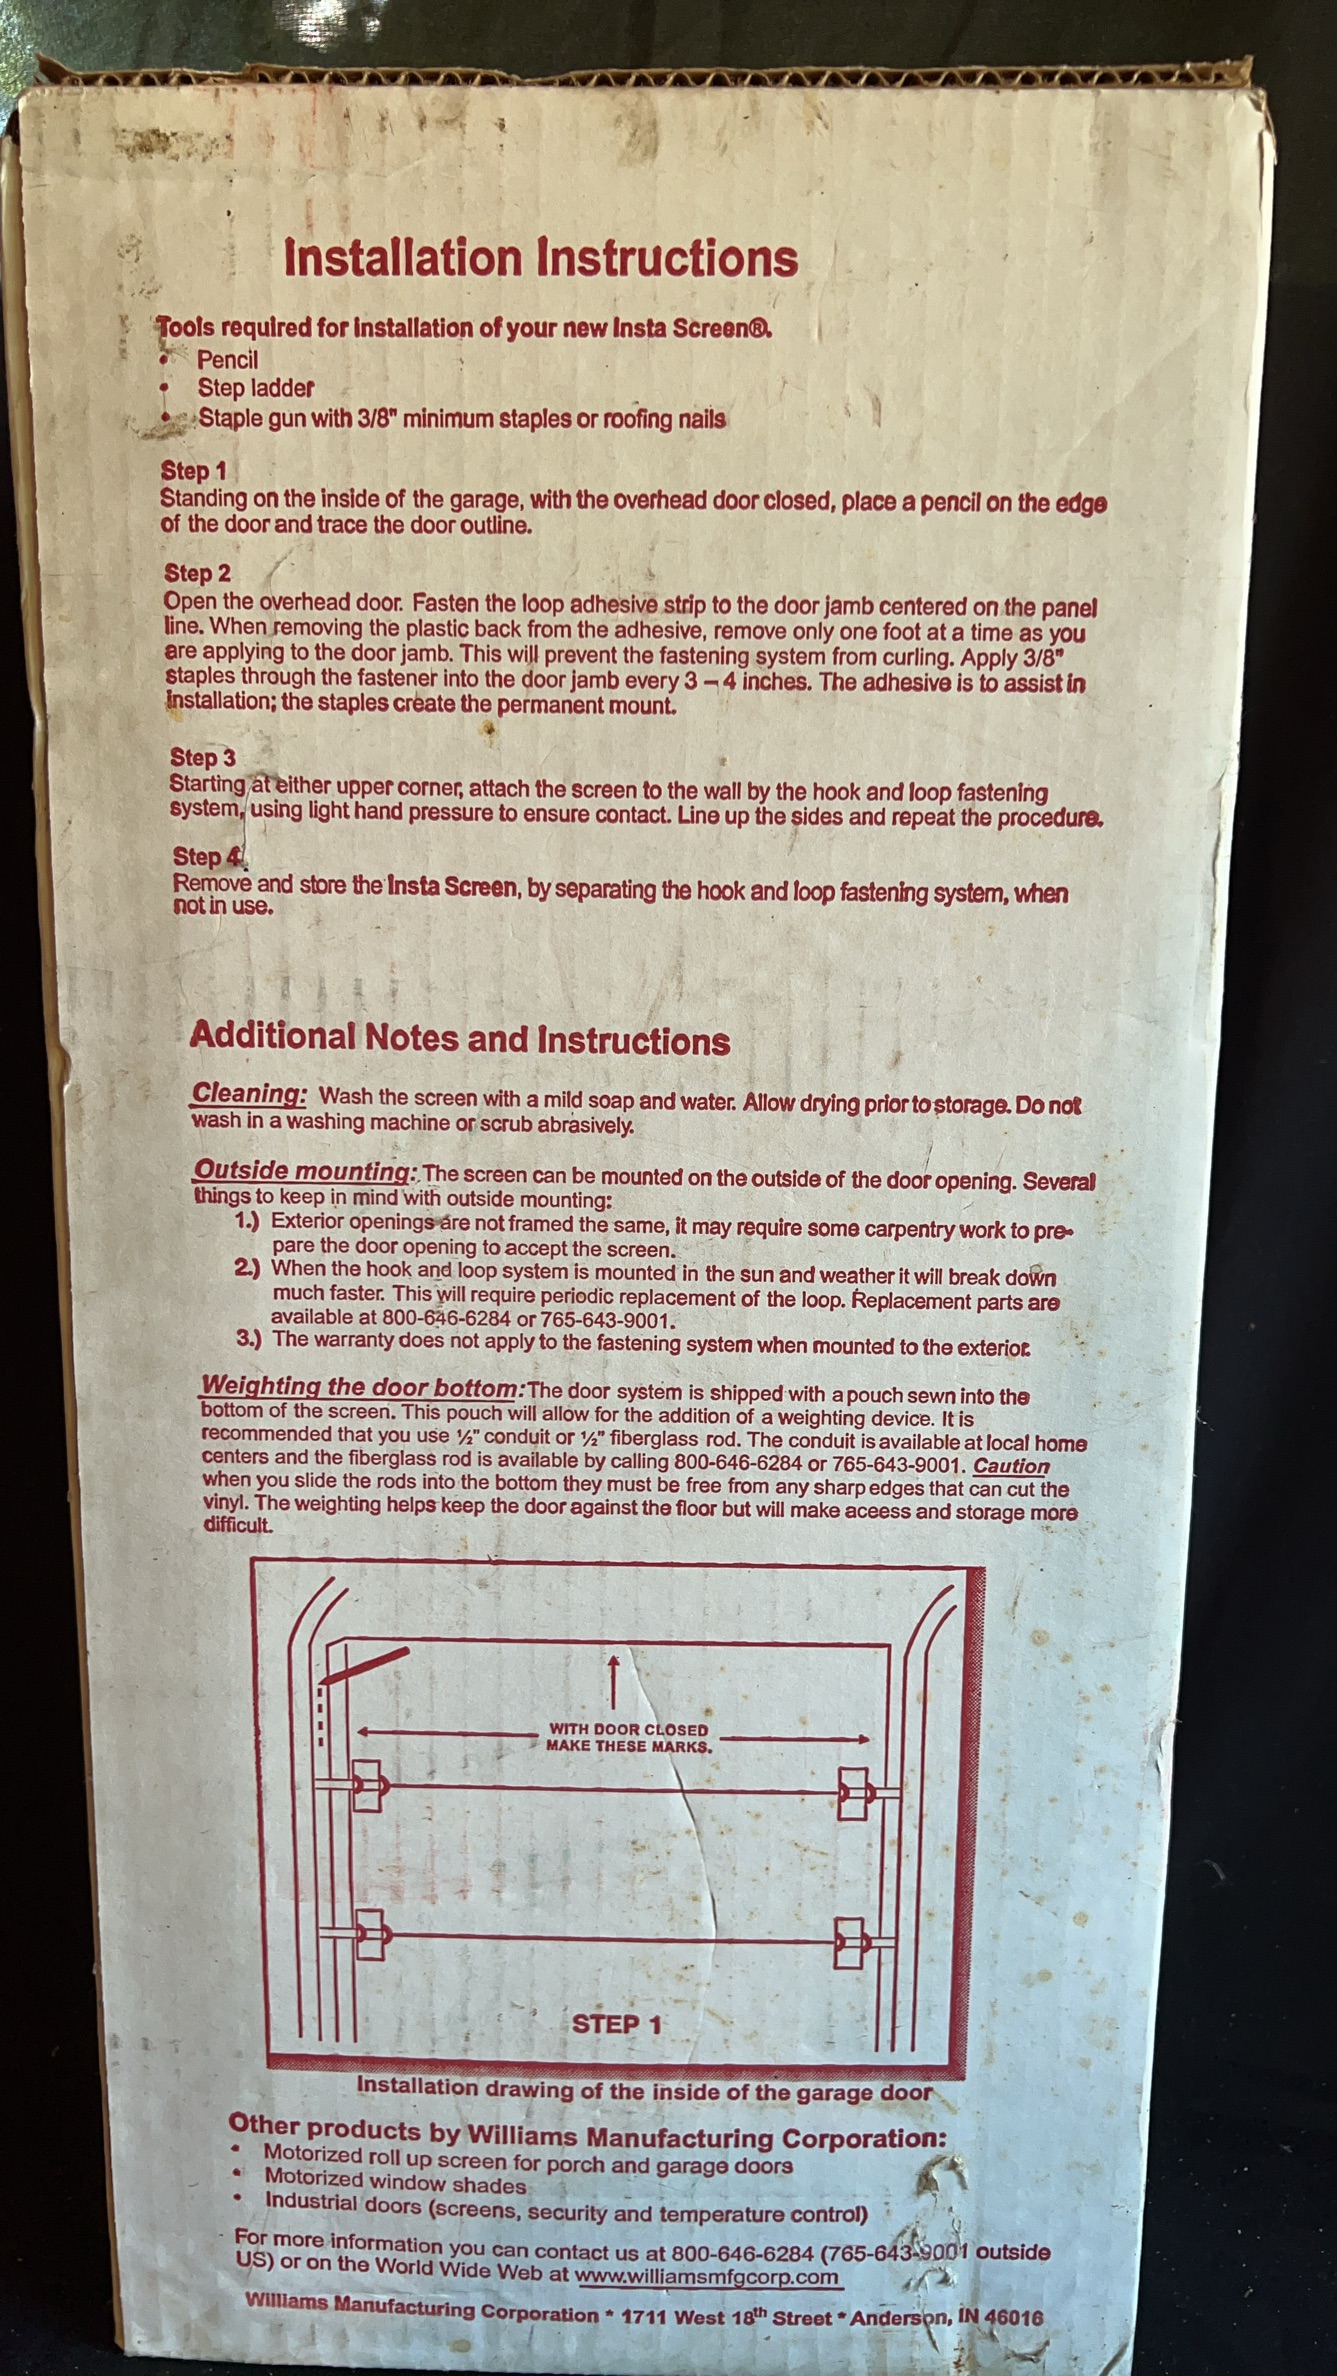 Installation Instructions
Tools required for installation of your new Insta Screen®.
• Pencil
• Step ladder
• Staple gun with 3/8" minimum staples or roofing nails
Step 1
Standing on the inside of the garage, with the overhead door closed, place a pencil on the edge
of the door and trace the door outline.
Step 2
Open the overhead door. Fasten the loop adhesive strip to the door jamb centered on the panel
line. When removing the plastic back from the adhesive, remove only one foot at a time as you
are applying to the door jamb. This will prevent the fastening system from curling. Apply 3/8"
staples through the fastener into the door jamb every 3 – 4 inches. The adhesive is to assist in
installation; the staples create the permanent mount.
Step 3
Starting at either upper corner, attach the screen to the wall by the hook and loop fastening
system, using light hand pressure to ensure contact. Line up the sides and repeat the procedure.
Step 4
Remove and store the Insta Screen, by separating the hook and loop fastening system, when
not in use.
Additional Notes and Instructions
Cleaning: Wash the screen with a mild soap and water. Allow drying prior to storage. Do not
wash in a washing machine or scrub abrasively.
Outside mounting: The screen can be mounted on the outside of the door opening. Several
things to keep in mind with outside mounting:
1.) Exterior openings are not framed the same, it may require some carpentry work to pre-
pare the door opening to accept the screen.
2.) When the hook and loop system is mounted in the sun and weather it will break down
much faster. This will require periodic replacement of the loop. Replacement parts are
available at 800-646-6284 or 765-643-9001.
3.) The warranty does not apply to the fastening system when mounted to the exterior.
Weighting the door bottom: The door system is shipped with a pouch sewn into the
bottom of the screen. This pouch will allow for the addition of a weighting device. It is
recommended that you use ½" conduit or ½" fiberglass rod. The conduit is available at local home
centers and the fiberglass rod is available by calling 800-646-6284 or 765-643-9001. Caution
when you slide the rods into the bottom they must be free from any sharp edges that can cut the
vinyl. The weighting helps keep the door against the floor but will make aceess and storage more
difficult.
WITH DOOR CLOSED
MAKE THESE MARKS.
STEP 1
Installation drawing of the inside of the garage door
Other products by Williams Manufacturing Corporation:
• Motorized roll up screen for porch and garage doors
• Motorized window shades
• Industrial doors (screens, security and temperature control)
For more information you can contact us at 800-646-6284 (765-643-9001 outside
US) or on the World Wide Web at www.williamsmfgcorp.com
Williams Manufacturing Corporation * 1711 West 18th Street * Anderson, IN 46016